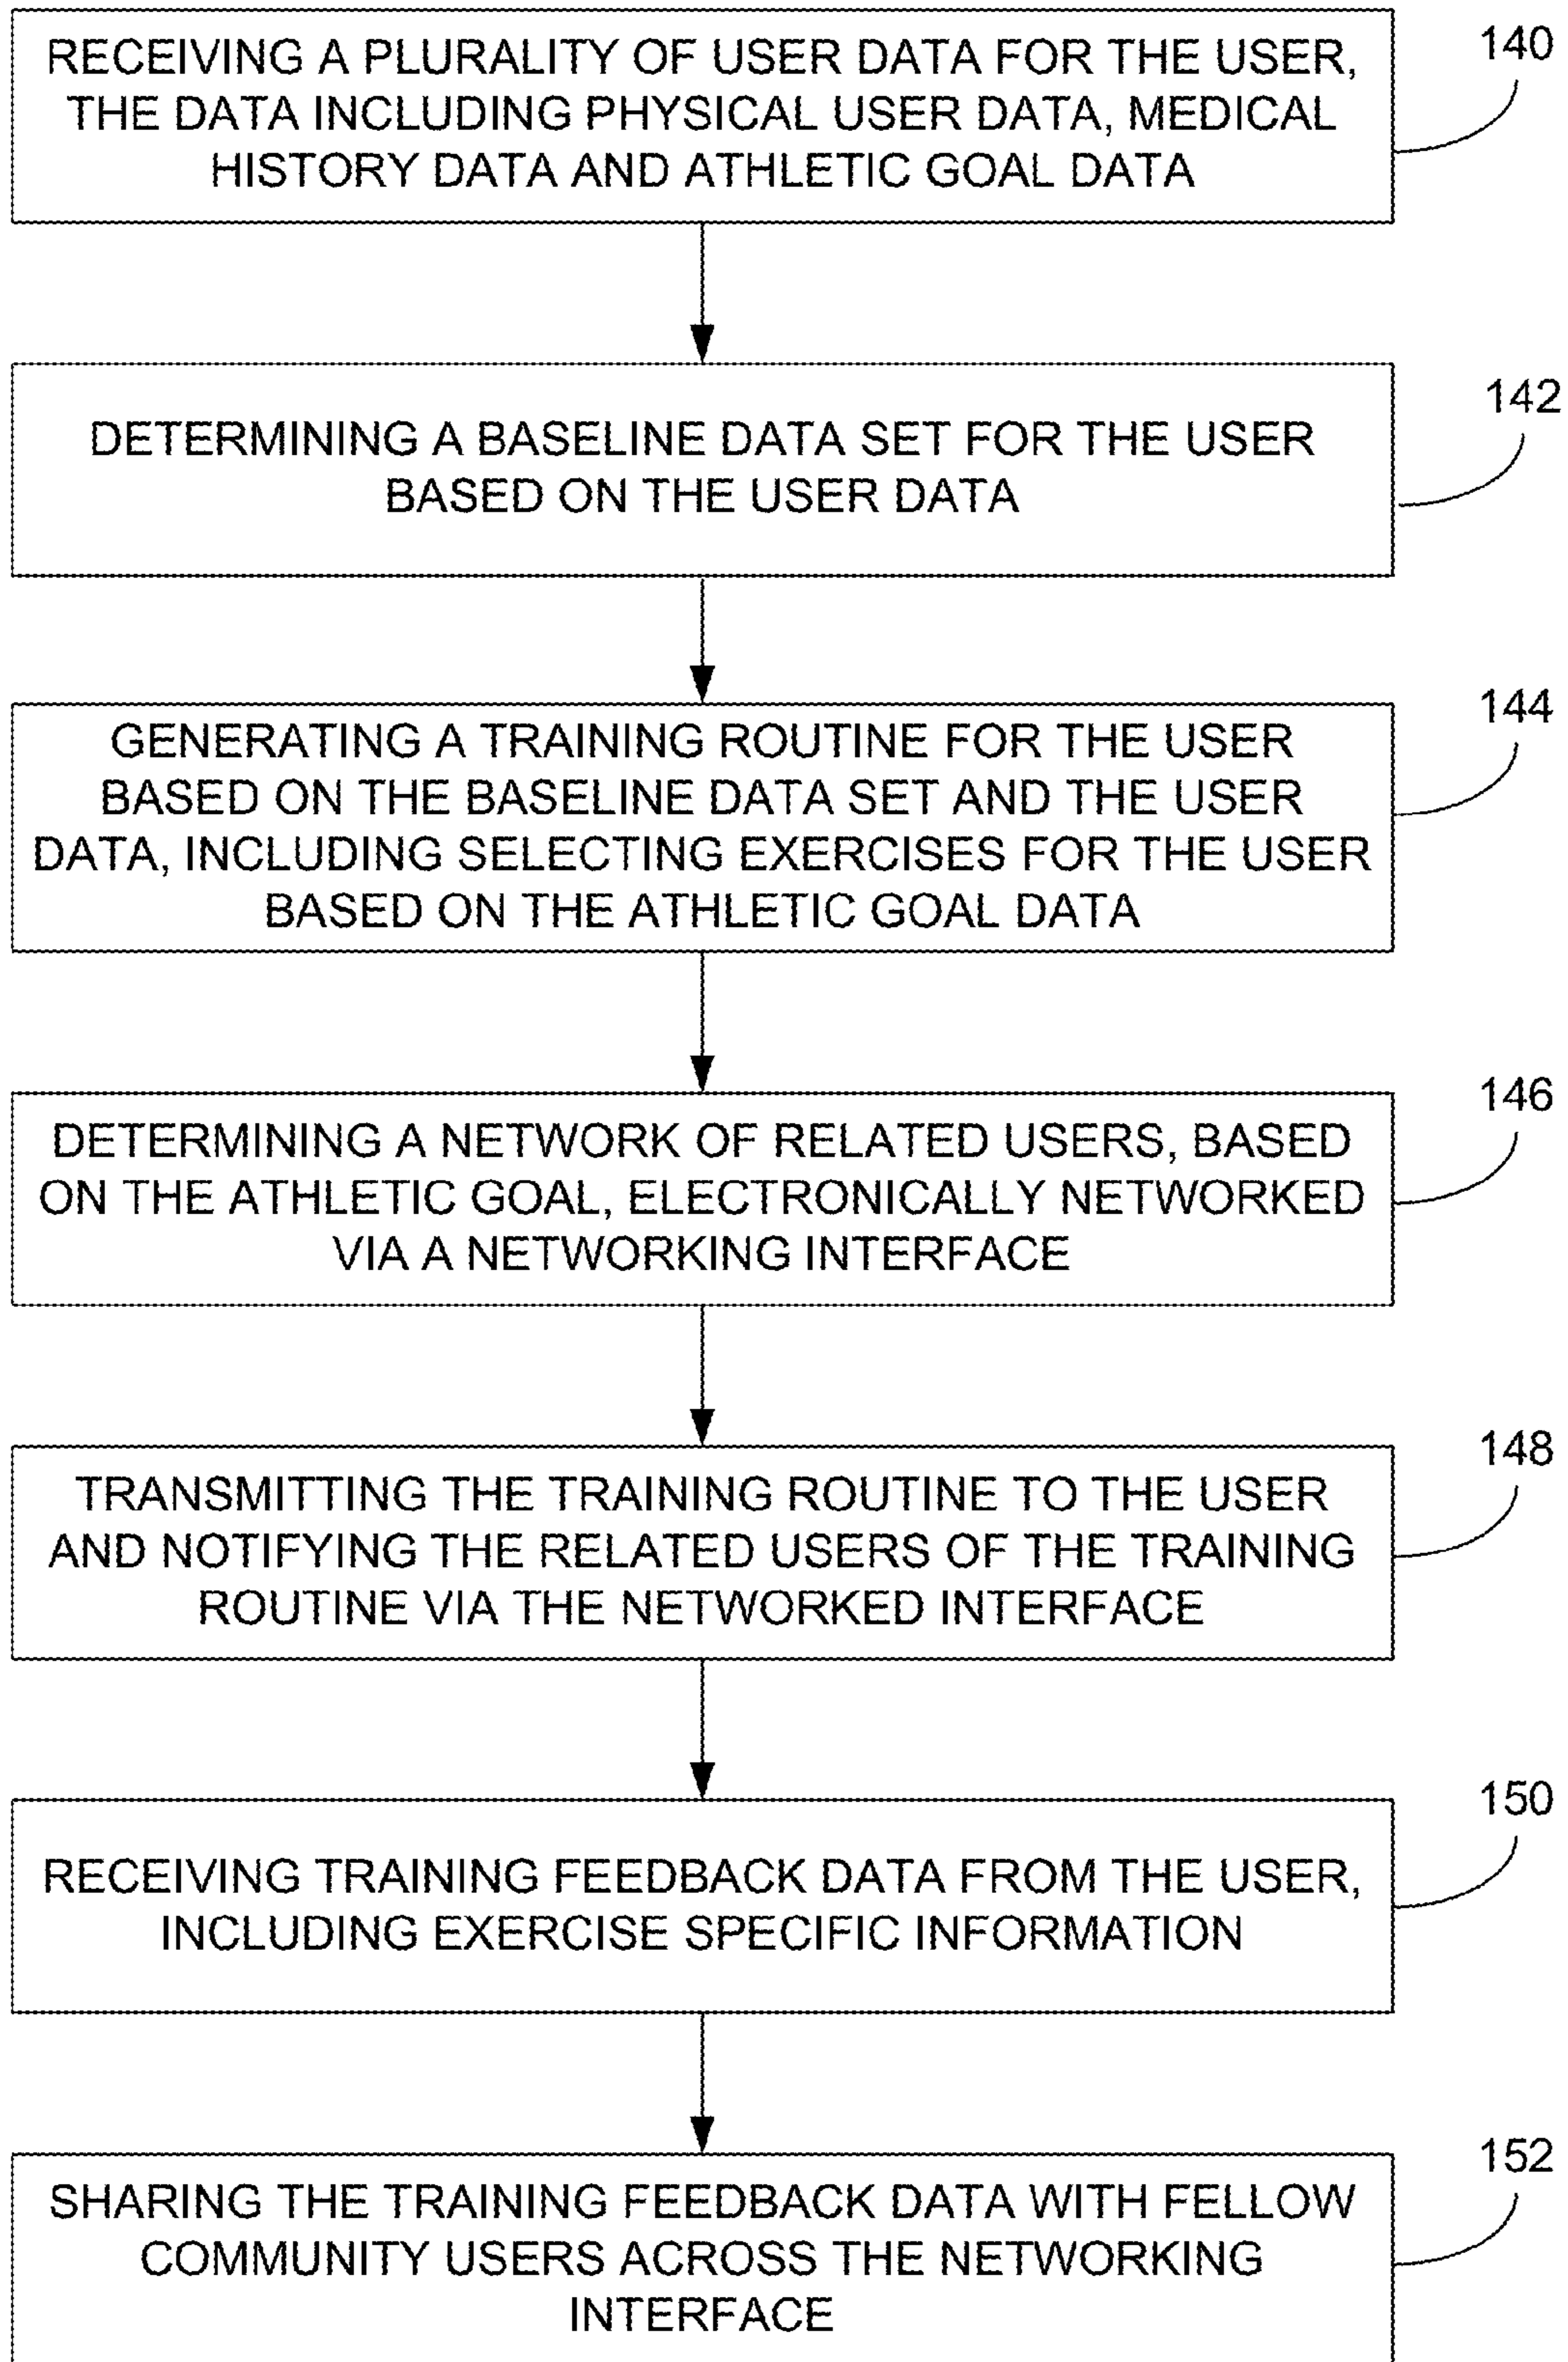 RECEIVING A PLURALITY OF USER DATA FOR THE USER,
THE DATA INCLUDING PHYSICAL USER DATA, MEDICAL
HISTORY DATA AND ATHLETIC GOAL DATA
140
DETERMINING A BASELINE DATA SET FOR THE USER
BASED ON THE USER DATA
142
GENERATING A TRAINING ROUTINE FOR THE USER
BASED ON THE BASELINE DATA SET AND THE USER
DATA, INCLUDING SELECTING EXERCISES FOR THE USER
BASED ON THE ATHLETIC GOAL DATA
144
DETERMINING A NETWORK OF RELATED USERS, BASED
ON THE ATHLETIC GOAL, ELECTRONICALLY NETWORKED
VIA A NETWORKING INTERFACE
146
TRANSMITTING THE TRAINING ROUTINE TO THE USER
AND NOTIFYING THE RELATED USERS OF THE TRAINING
ROUTINE VIA THE NETWORKED INTERFACE
148
RECEIVING TRAINING FEEDBACK DATA FROM THE USER,
INCLUDING EXERCISE SPECIFIC INFORMATION
150
SHARING THE TRAINING FEEDBACK DATA WITH FELLOW
COMMUNITY USERS ACROSS THE NETWORKING
INTERFACE
152